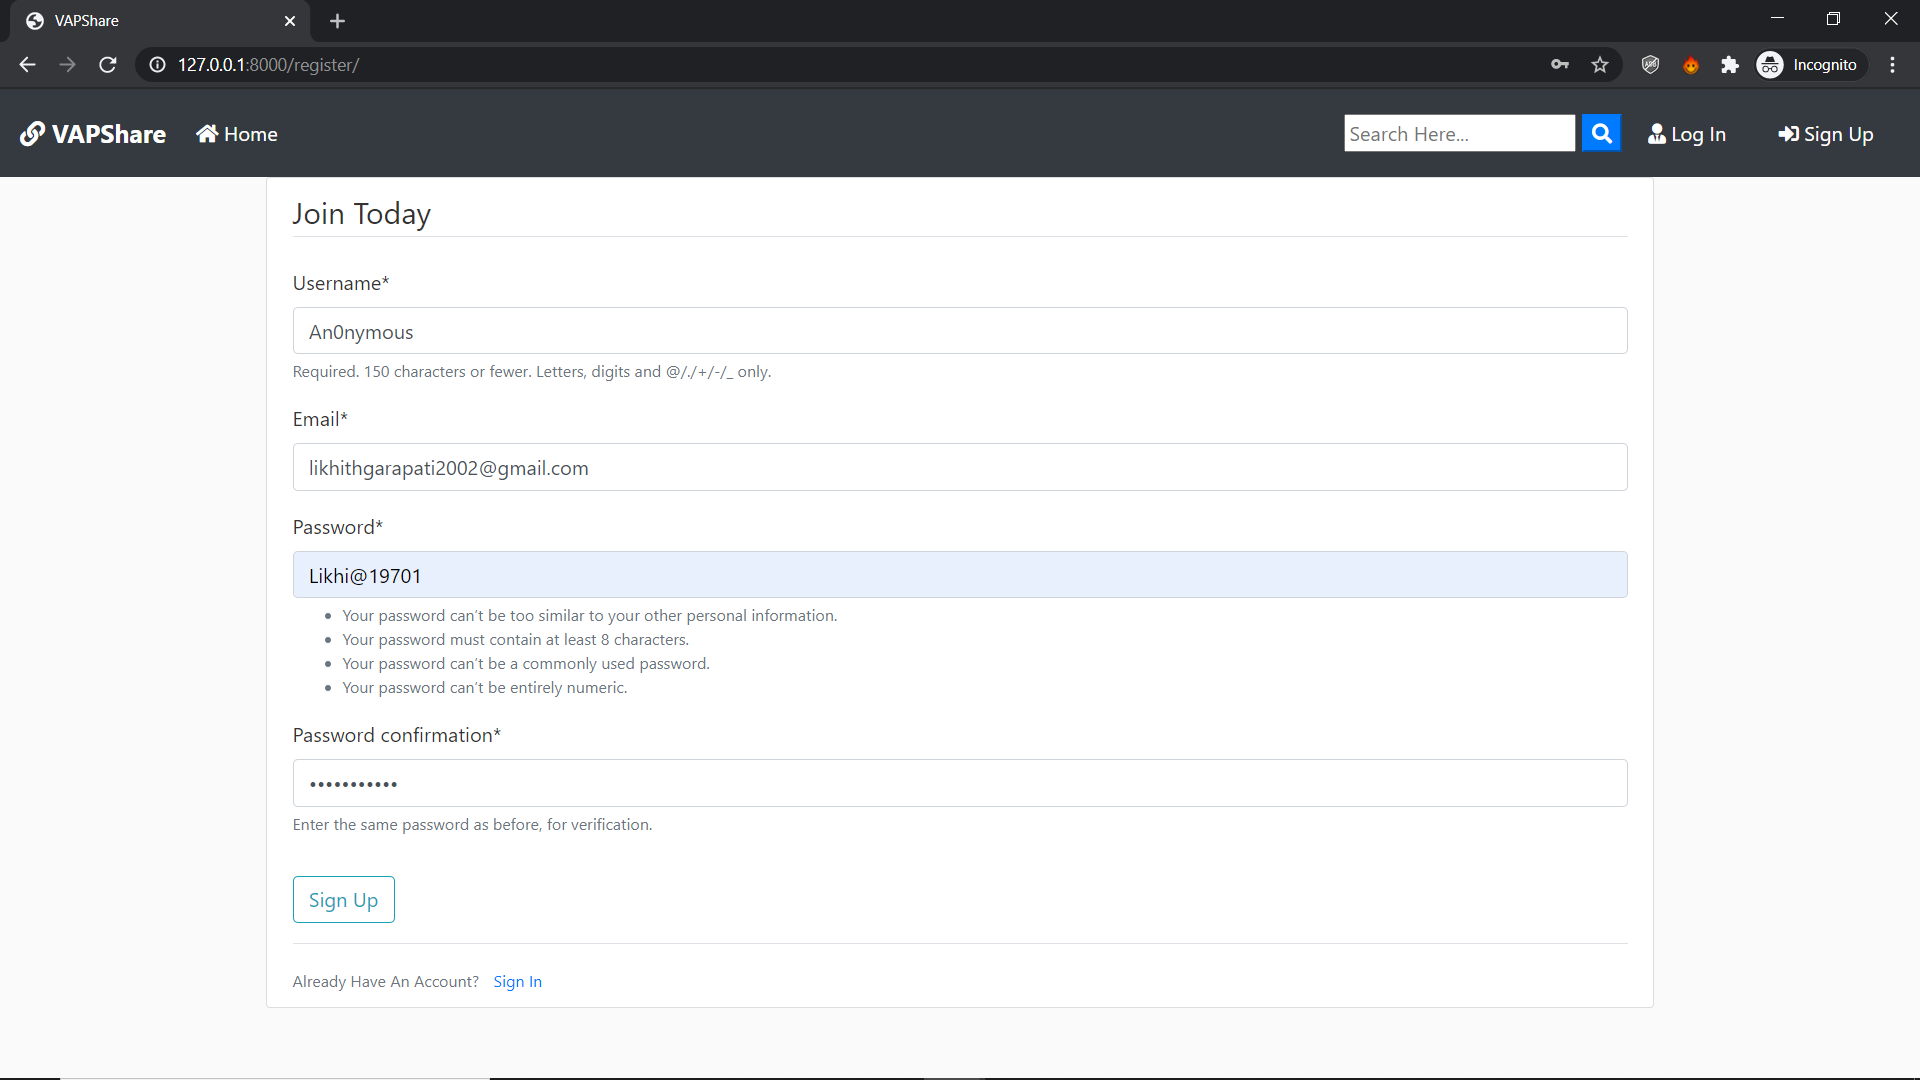 VAPShare
127.0.0.1:8000/register/
Incognito
VAPShare Home Search Here... Log In Sign Up
Join Today
Username*
An0nymous
Required. 150 characters or fewer. Letters, digits and @/./+/-/_ only.
Email*
likhithgarapati2002@gmail.com
Password*
Likhi@19701
Your password can't be too similar to your other personal information.
Your password must contain at least 8 characters.
Your password can't be a commonly used password.
Your password can't be entirely numeric.
Password confirmation*
•••••••••••
Enter the same password as before, for verification.
Sign Up
Already Have An Account? Sign In